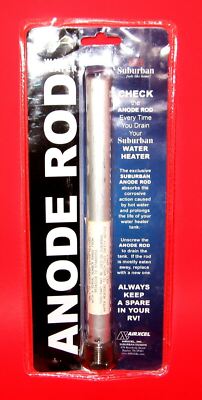 ANODE ROD
Suburban
CHECK
the
ANODE ROD
Every Time
You Drain
Your
Suburban
WATER
HEATER
The exclusive
SUBURBAN
ANODE ROD
absorbs the
corrosive
action caused
by hot water
and prolongs
the life of your
water heater
tank.
Unscrew the
ANODE ROD
to drain the
tank. If the rod
is mostly eaten
away, replace
with a new one
ALWAYS
KEEP
A SPARE
IN YOUR
RV!
AIRXCEL
AIRXCEL, INC.